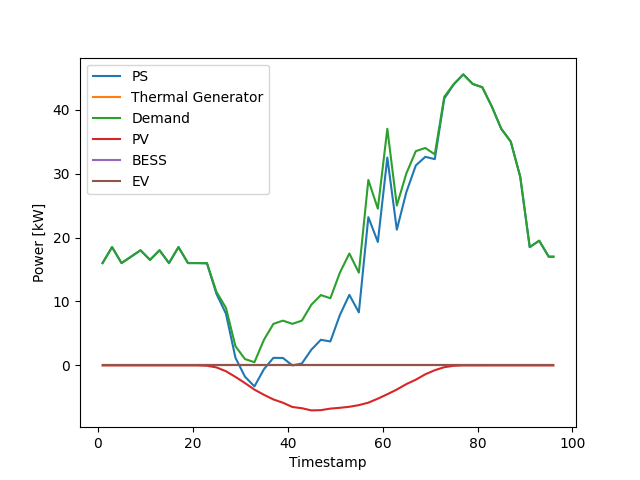 PS
Thermal Generator
Demand
PV
BESS
EV
Power [kW]
40
30
20
10
0
0 20 40 60 80 100
Timestamp